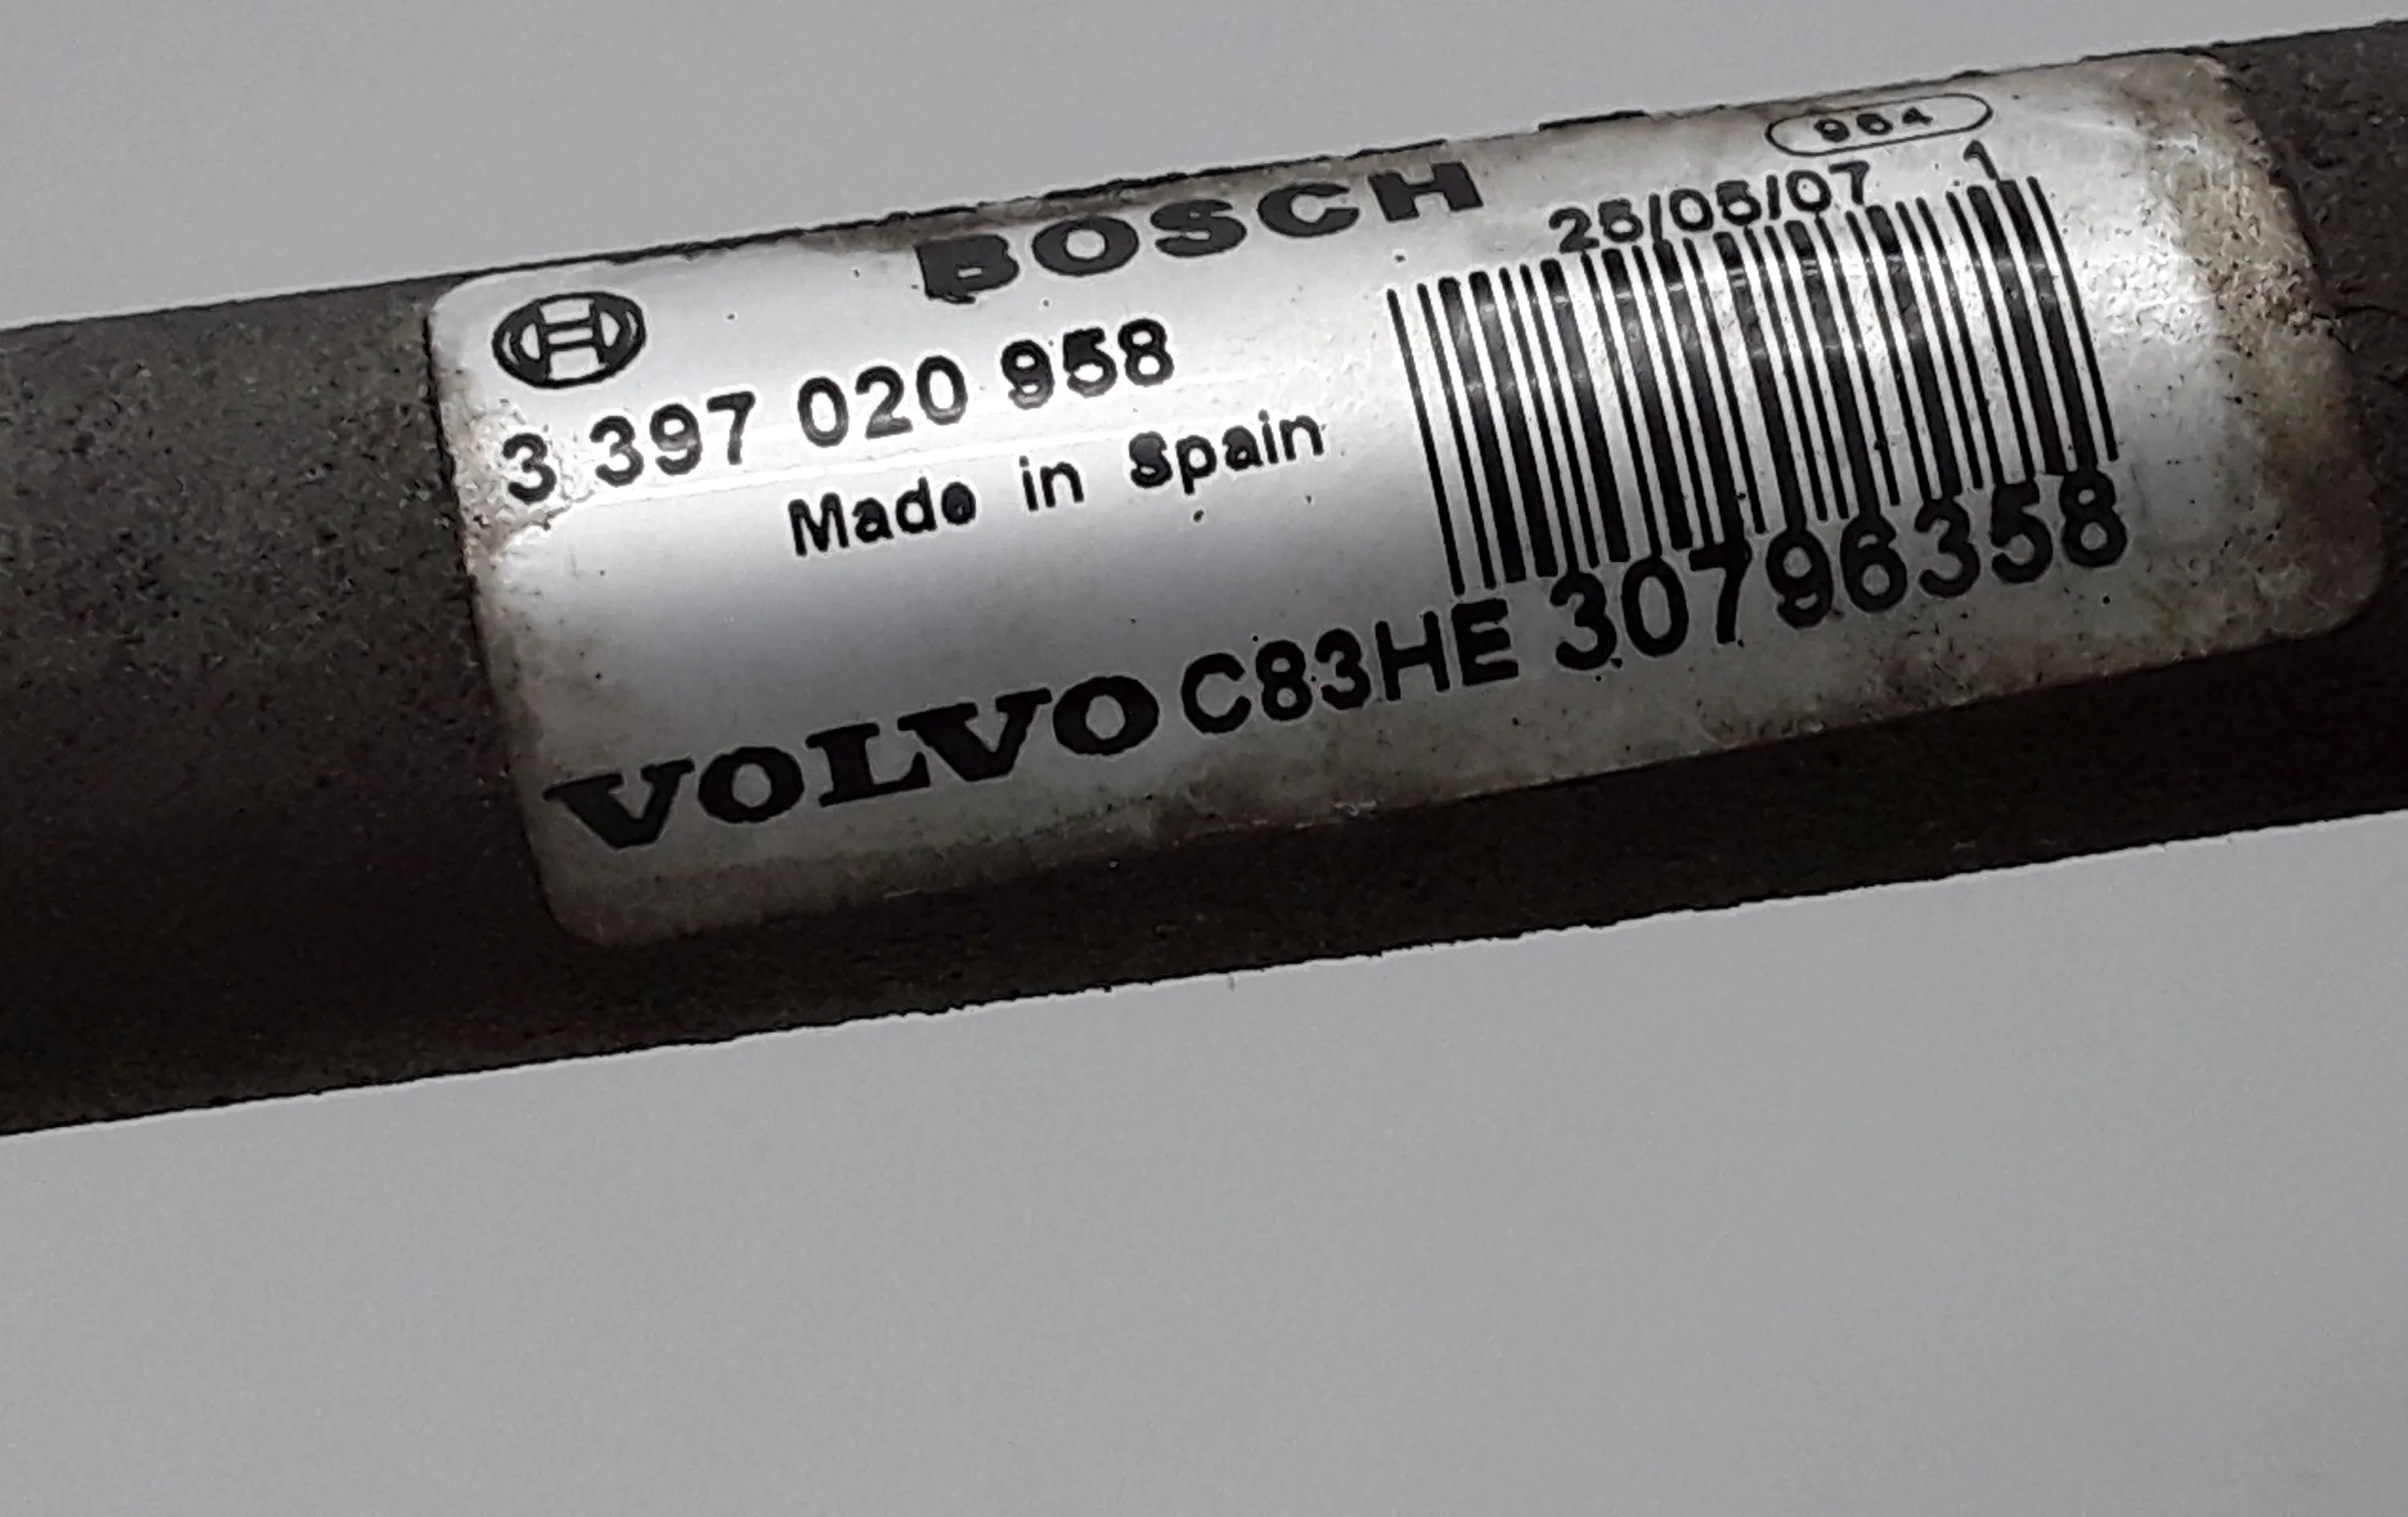 BOSCH
964
25/05/07 1
3 397 020 958
Made in Spain
VOLVO C83HE 30796358